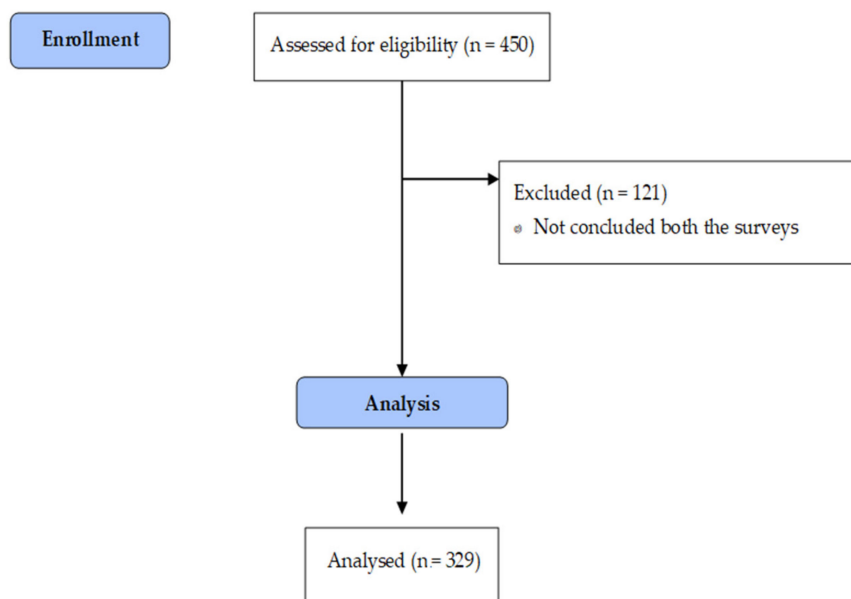 Enrollment
Assessed for eligibility (n = 450)
Excluded (n = 121)
Not concluded both the surveys
Analysis
Analysed (n = 329)